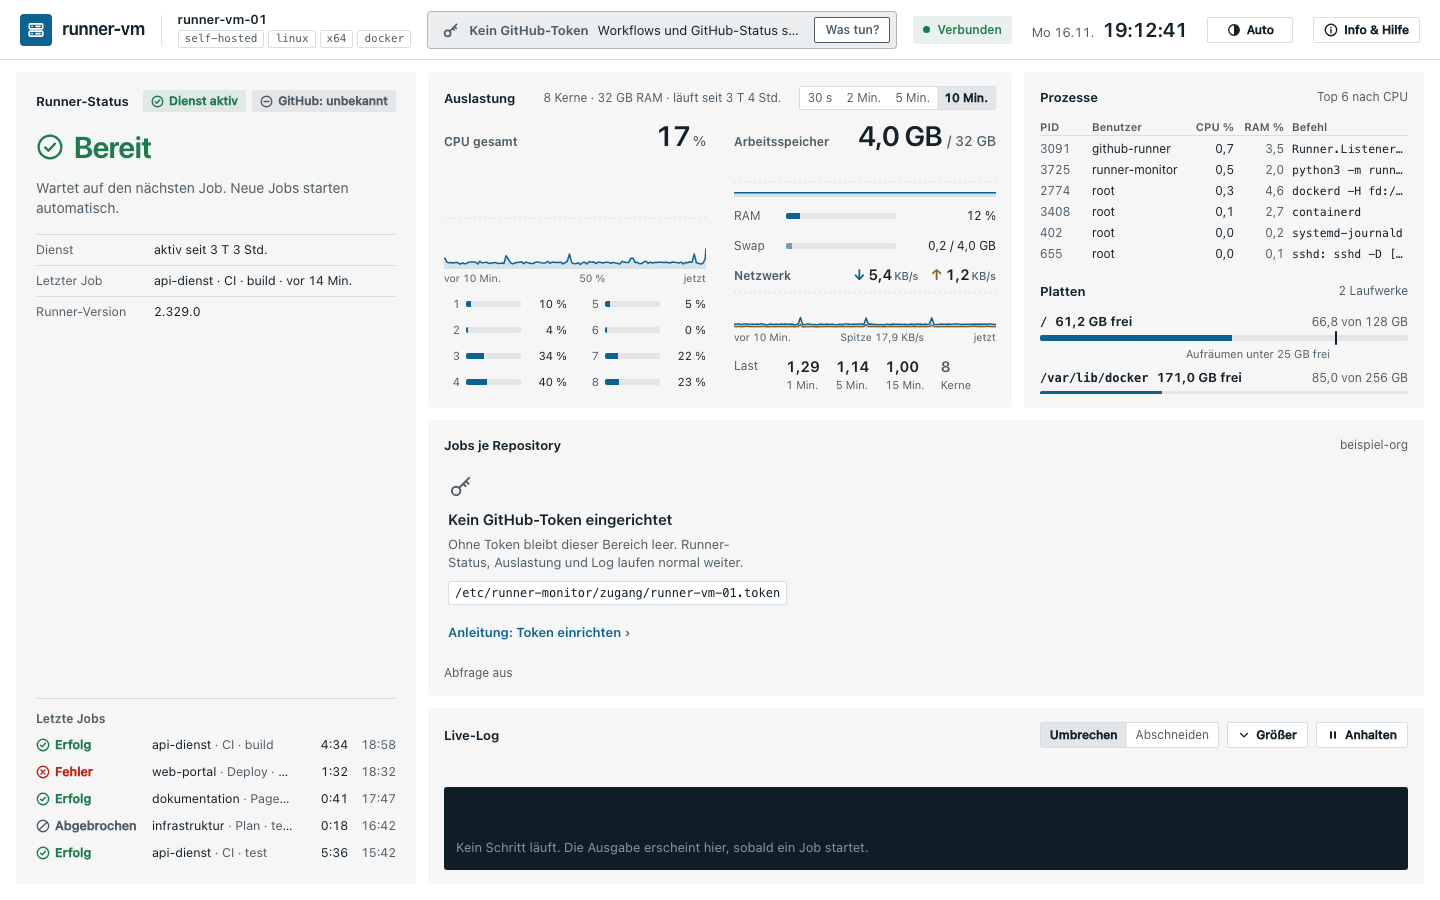 runner-vm
runner-vm-01
self-hosted linux x64 docker
Kein GitHub-Token Workflows und GitHub-Status s...
Was tun?
Verbunden
Mo 16.11. 19:12:41
Auto
Info & Hilfe
Runner-Status
Dienst aktiv
GitHub: unbekannt
Bereit
Wartet auf den nächsten Job. Neue Jobs starten
automatisch.
Dienst aktiv seit 3 T 3 Std.
Letzter Job api-dienst · CI · build · vor 14 Min.
Runner-Version 2.329.0
Letzte Jobs
Erfolg api-dienst · CI · build 4:34 18:58
Fehler web-portal · Deploy · ... 1:32 18:32
Erfolg dokumentation · Page... 0:41 17:47
Abgebrochen infrastruktur · Plan · te... 0:18 16:42
Erfolg api-dienst · CI · test 5:36 15:42
Auslastung 8 Kerne · 32 GB RAM · läuft seit 3 T 4 Std. 30 s 2 Min. 5 Min. 10 Min.
CPU gesamt 17 %
vor 10 Min. 50 % jetzt
1 10 % 5 5 %
2 4 % 6 0 %
3 34 % 7 22 %
4 40 % 8 23 %
Arbeitsspeicher 4,0 GB / 32 GB
RAM 12 %
Swap 0,2 / 4,0 GB
Netzwerk ↓ 5,4 KB/s ↑ 1,2 KB/s
vor 10 Min. Spitze 17,9 KB/s jetzt
Last 1,29 1,14 1,00 8
1 Min. 5 Min. 15 Min. Kerne
Prozesse Top 6 nach CPU
PID Benutzer CPU % RAM % Befehl
3091 github-runner 0,7 3,5 Runner.Listener…
3725 runner-monitor 0,5 2,0 python3 -m runn…
2774 root 0,3 4,6 dockerd -H fd:/…
3408 root 0,1 2,7 containerd
402 root 0,0 0,2 systemd-journald
655 root 0,0 0,1 sshd: sshd -D […
Platten 2 Laufwerke
/ 61,2 GB frei 66,8 von 128 GB
Aufräumen unter 25 GB frei
/var/lib/docker 171,0 GB frei 85,0 von 256 GB
Jobs je Repository beispiel-org
Kein GitHub-Token eingerichtet
Ohne Token bleibt dieser Bereich leer. Runner-
Status, Auslastung und Log laufen normal weiter.
/etc/runner-monitor/zugang/runner-vm-01.token
Anleitung: Token einrichten ›
Abfrage aus
Live-Log Umbrechen Abschneiden Größer Anhalten
Kein Schritt läuft. Die Ausgabe erscheint hier, sobald ein Job startet.